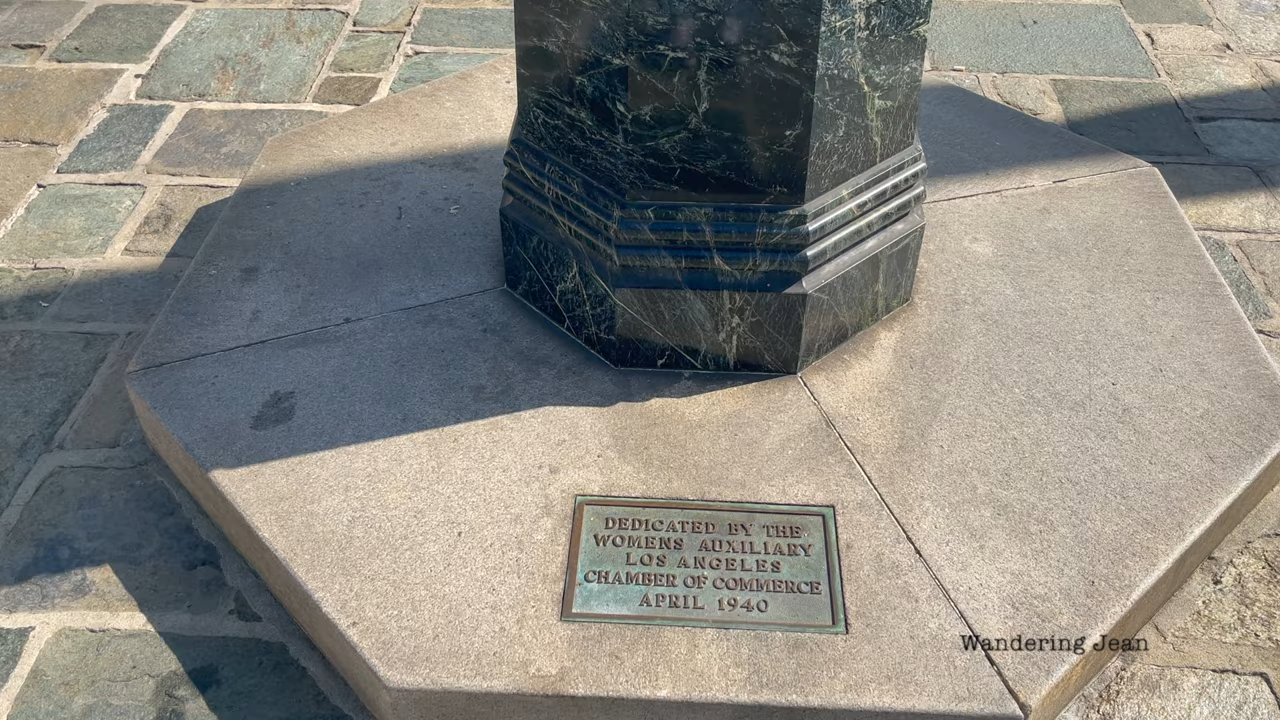 DEDICATED BY THE
WOMENS AUXILIARY
LOS ANGELES
CHAMBER OF COMMERCE
APRIL 1940
Wandering Jean